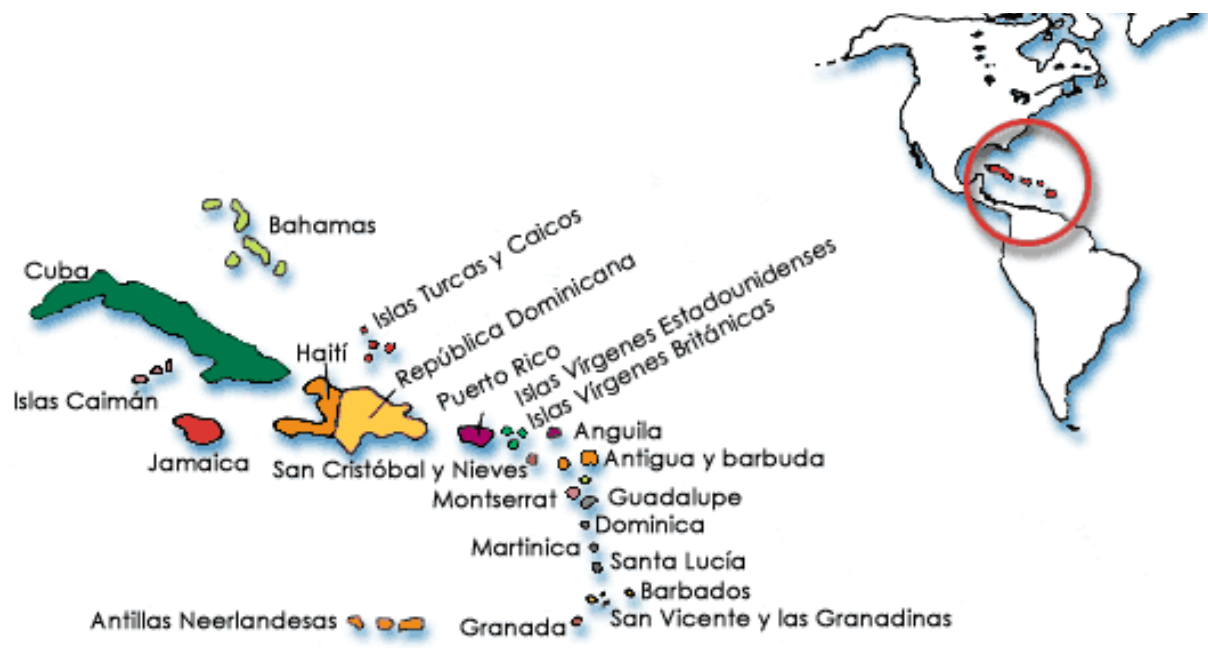 Bahamas
Cuba
Islas Turcas y Caicos
República Dominicana
Islas Vírgenes Estadounidenses
Islas Vírgenes Británicas
Haití
Puerto Rico
Islas Caimán
Jamaica
San Cristóbal y Nieves
Anguila
Antigua y barbuda
Montserrat
Guadalupe
Dominica
Martinica
Santa Lucía
Barbados
Antillas Neerlandesas
Granada
San Vicente y las Granadinas